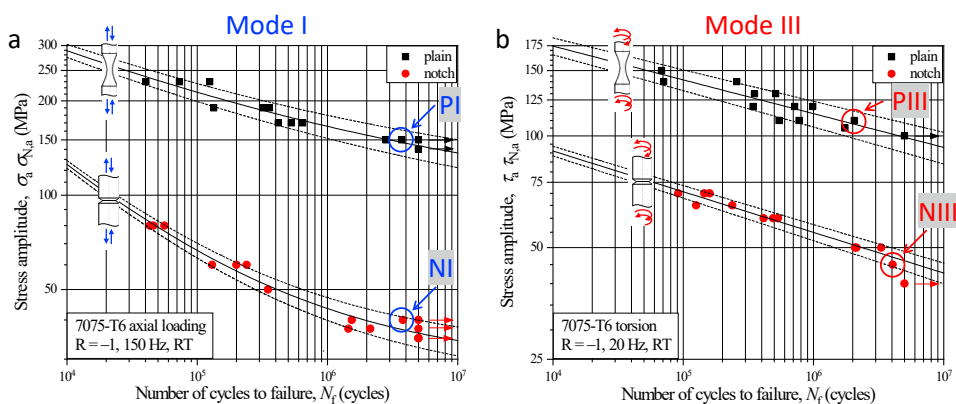 Mode I
Mode III
a
300
250
200
150
100
50
Stress amplitude, σa σN,a (MPa)
plain
notch
PI
NI
7075-T6 axial loading
R = –1, 150 Hz, RT
10^4
10^5
10^6
10^7
Number of cycles to failure, Nf (cycles)
b
175
150
125
100
75
50
25
Stress amplitude, τa τN,a (MPa)
plain
notch
PIII
NIII
7075-T6 torsion
R = –1, 20 Hz, RT
10^4
10^5
10^6
10^7
Number of cycles to failure, Nf (cycles)